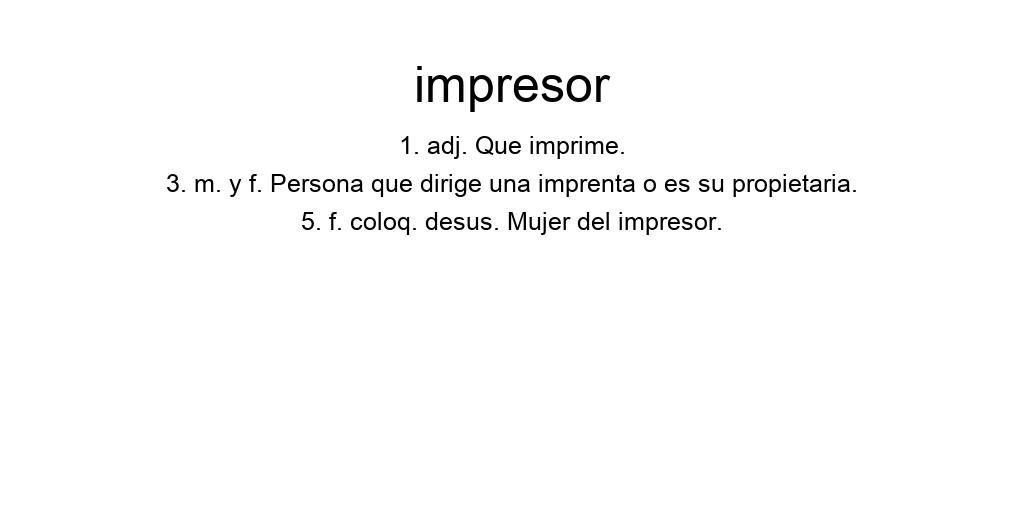 impresor
1. adj. Que imprime.
3. m. y f. Persona que dirige una imprenta o es su propietaria.
5. f. coloq. desus. Mujer del impresor.